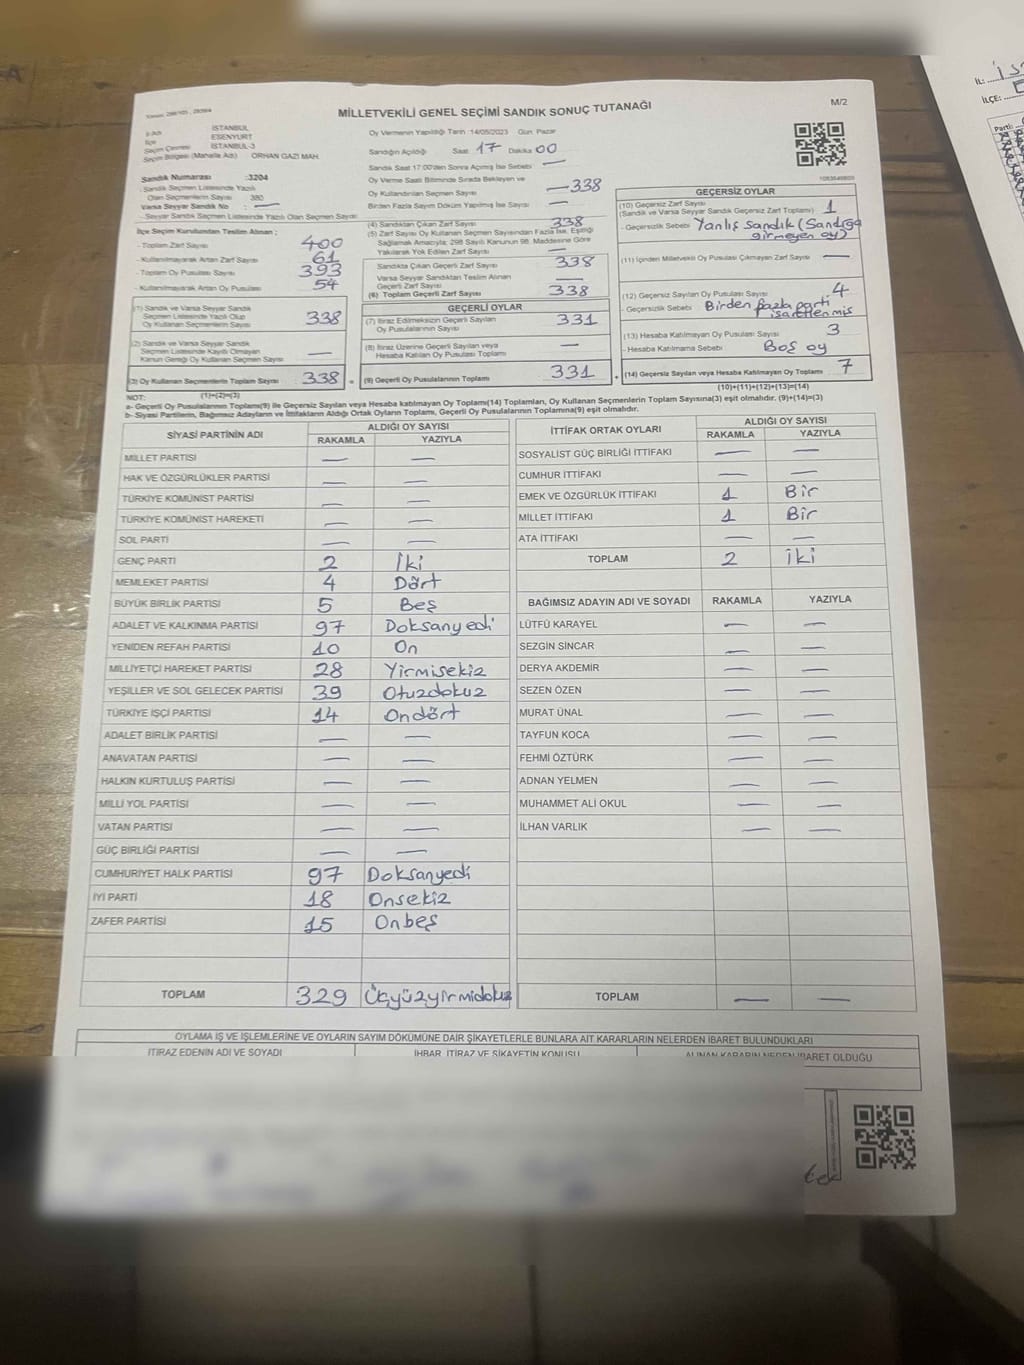 MİLLETVEKİLİ GENEL SEÇİMİ SANDIK SONUÇ TUTANAĞI
M/2
İSTANBUL
ESENYURT
İSTANBUL-3
Seçim Bölgesi (Mahalle Adı) ORHAN GAZİ MAH.
Oy Vermenin Yapıldığı Tarih 14/05/2023 Gün Pazar
Sandığın Açıldığı Saat 17 Dakika 00
Sandık Saat 17:00'den Sonra Açılmış İse Sebebi —
Oy Verme Saati Bitiminde Sırada Bekleyen ve
Oy Kullandırılan Seçmen Sayısı — 338
Birden Fazla Sayım Döküm Yapılmış İse Sayısı —
Sandık Numarası :3204
Sandık Seçmen Listesinde Yazılı
Olan Seçmenlerin Sayısı 380
Varsa Seyyar Sandık No : —
Seyyar Sandık Seçmen Listesinde Yazılı Olan Seçmen Sayısı
İlçe Seçim Kurulundan Teslim Alınan ;
- Toplam Zarf Sayısı 400
- Kullanılmayarak Artan Zarf Sayısı 61
- Toplam Oy Pusulası Sayısı 393
- Kullanılmayarak Artan Oy Pusulası 54
(1) Sandık ve Varsa Seyyar Sandık
Seçmen Listesinde Yazılı Olup
Oy Kullanan Seçmenlerin Sayısı 338
(2) Sandık ve Varsa Seyyar Sandık
Seçmen Listesinde Kayıtlı Olmayan
Kanun Gereği Oy Kullanan Seçmen Sayısı —
(3) Oy Kullanan Seçmenlerin Toplam Sayısı 338
(1)+(2)=(3)
(4) Sandıktan Çıkan Zarf Sayısı 338
(5) Zarf Sayısı Oy Kullanan Seçmen Sayısından Fazla İse, Eşitliği
Sağlamak Amacıyla; 298 Sayılı Kanunun 98. Maddesine Göre
Yakılarak Yok Edilen Zarf Sayısı —
Sandıkta Çıkan Geçerli Zarf Sayısı 338
Varsa Seyyar Sandıktan Teslim Alınan
Geçerli Zarf Sayısı —
(6) Toplam Geçerli Zarf Sayısı 338
GEÇERLİ OYLAR
(7) İtiraz Edilmeksizin Geçerli Sayılan
Oy Pusulalarının Sayısı 331
(8) İtiraz Üzerine Geçerli Sayılan veya
Hesaba Katılan Oy Pusulası Toplamı —
(9) Geçerli Oy Pusulalarının Toplamı 331
GEÇERSİZ OYLAR
(10) Geçersiz Zarf Sayısı 1
(Sandık ve Varsa Seyyar Sandık Geçersiz Zarf Toplamı)
- Geçersizlik Sebebi Yanlış sandık (Sandığa
girmeyen oy)
(11) İçinden Milletvekili Oy Pusulası Çıkmayan Zarf Sayısı —
(12) Geçersiz Sayılan Oy Pusulası Sayısı 4
- Geçersizlik Sebebi Birden fazla parti
işaretlenmiş
(13) Hesaba Katılmayan Oy Pusulası Sayısı 3
- Hesaba Katılmama Sebebi Boş oy
(14) Geçersiz Sayılan veya Hesaba Katılmayan Oy Toplamı 7
(10)+(11)+(12)+(13)=(14)
NOT:
a- Geçerli Oy Pusulalarının Toplamı(9) ile Geçersiz Sayılan veya Hesaba katılmayan Oy Toplamı(14) Toplamları, Oy Kullanan Seçmenlerin Toplam Sayısına(3) eşit olmalıdır. (9)+(14)=(3)
b- Siyasi Partilerin, Bağımsız Adayların ve İttifakların Aldığı Ortak Oyların Toplamı, Geçerli Oy Pusulalarının Toplamına(9) eşit olmalıdır.
SİYASİ PARTİNİN ADI ALDIĞI OY SAYISI
RAKAMLA YAZIYLA
MİLLET PARTİSİ — —
HAK VE ÖZGÜRLÜKLER PARTİSİ — —
TÜRKİYE KOMÜNİST PARTİSİ — —
TÜRKİYE KOMÜNİST HAREKETİ — —
SOL PARTİ — —
GENÇ PARTİ 2 İki
MEMLEKET PARTİSİ 4 Dört
BÜYÜK BİRLİK PARTİSİ 5 Beş
ADALET VE KALKINMA PARTİSİ 97 Doksanyedi
YENİDEN REFAH PARTİSİ 10 On
MİLLİYETÇİ HAREKET PARTİSİ 28 Yirmisekiz
YEŞİLLER VE SOL GELECEK PARTİSİ 39 Otuzdokuz
TÜRKİYE İŞÇİ PARTİSİ 14 Ondört
ADALET BİRLİK PARTİSİ — —
ANAVATAN PARTİSİ — —
HALKIN KURTULUŞ PARTİSİ — —
MİLLİ YOL PARTİSİ — —
VATAN PARTİSİ — —
GÜÇ BİRLİĞİ PARTİSİ — —
CUMHURİYET HALK PARTİSİ 97 Doksanyedi
İYİ PARTİ 18 Onsekiz
ZAFER PARTİSİ 15 Onbeş
TOPLAM 329 Üçyüzyirmidokuz
İTTİFAK ORTAK OYLARI ALDIĞI OY SAYISI
RAKAMLA YAZIYLA
SOSYALİST GÜÇ BİRLİĞİ İTTİFAKI — —
CUMHUR İTTİFAKI — —
EMEK VE ÖZGÜRLÜK İTTİFAKI 1 Bir
MİLLET İTTİFAKI 1 Bir
ATA İTTİFAKI — —
TOPLAM 2 İki
BAĞIMSIZ ADAYIN ADI VE SOYADI RAKAMLA YAZIYLA
LÜTFÜ KARAYEL — —
SEZGİN SİNCAR — —
DERYA AKDEMİR — —
SEZEN ÖZEN — —
MURAT ÜNAL — —
TAYFUN KOCA — —
FEHMİ ÖZTÜRK — —
ADNAN YELMEN — —
MUHAMMET ALİ OKUL — —
İLHAN VARLIK — —
TOPLAM — —
OYLAMA İŞ VE İŞLEMLERİNE VE OYLARIN SAYIM DÖKÜMÜNE DAİR ŞİKAYETLERLE BUNLARA AİT KARARLARIN NELERDEN İBARET BULUNDUKLARI
İTİRAZ EDENİN ADI VE SOYADI İHBAR, İTİRAZ VE ŞİKAYETİN KONUSU ALINAN KARARIN NEDEN İBARET OLDUĞU
İL:
İLÇE:
Parti: